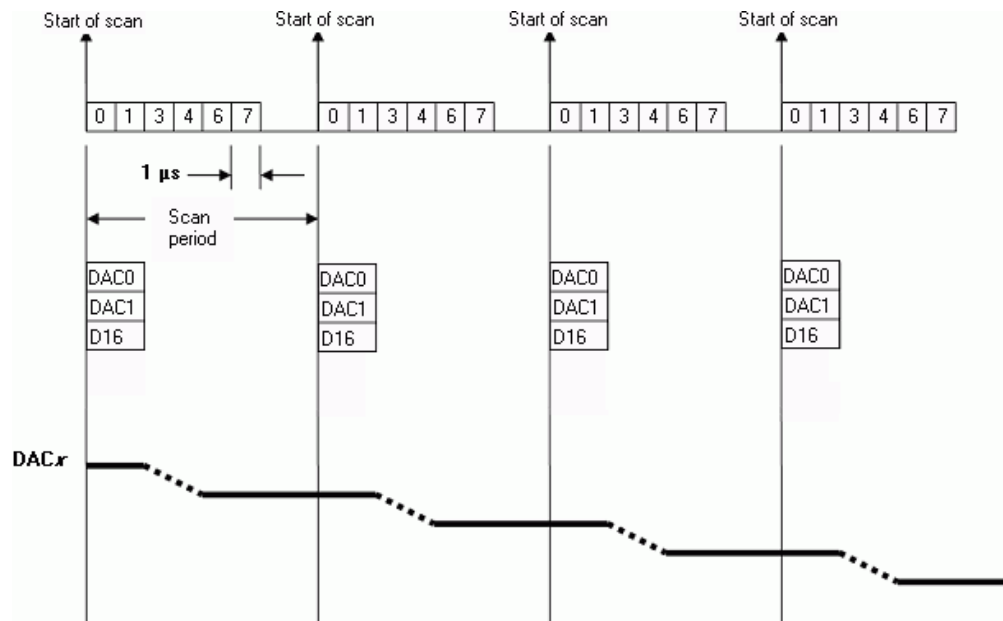 Start of scan Start of scan Start of scan Start of scan
0 1 3 4 6 7 0 1 3 4 6 7 0 1 3 4 6 7 0 1 3 4 6 7
1 µs
Scan
period
DAC0 DAC0 DAC0 DAC0
DAC1 DAC1 DAC1 DAC1
D16 D16 D16 D16
DACx